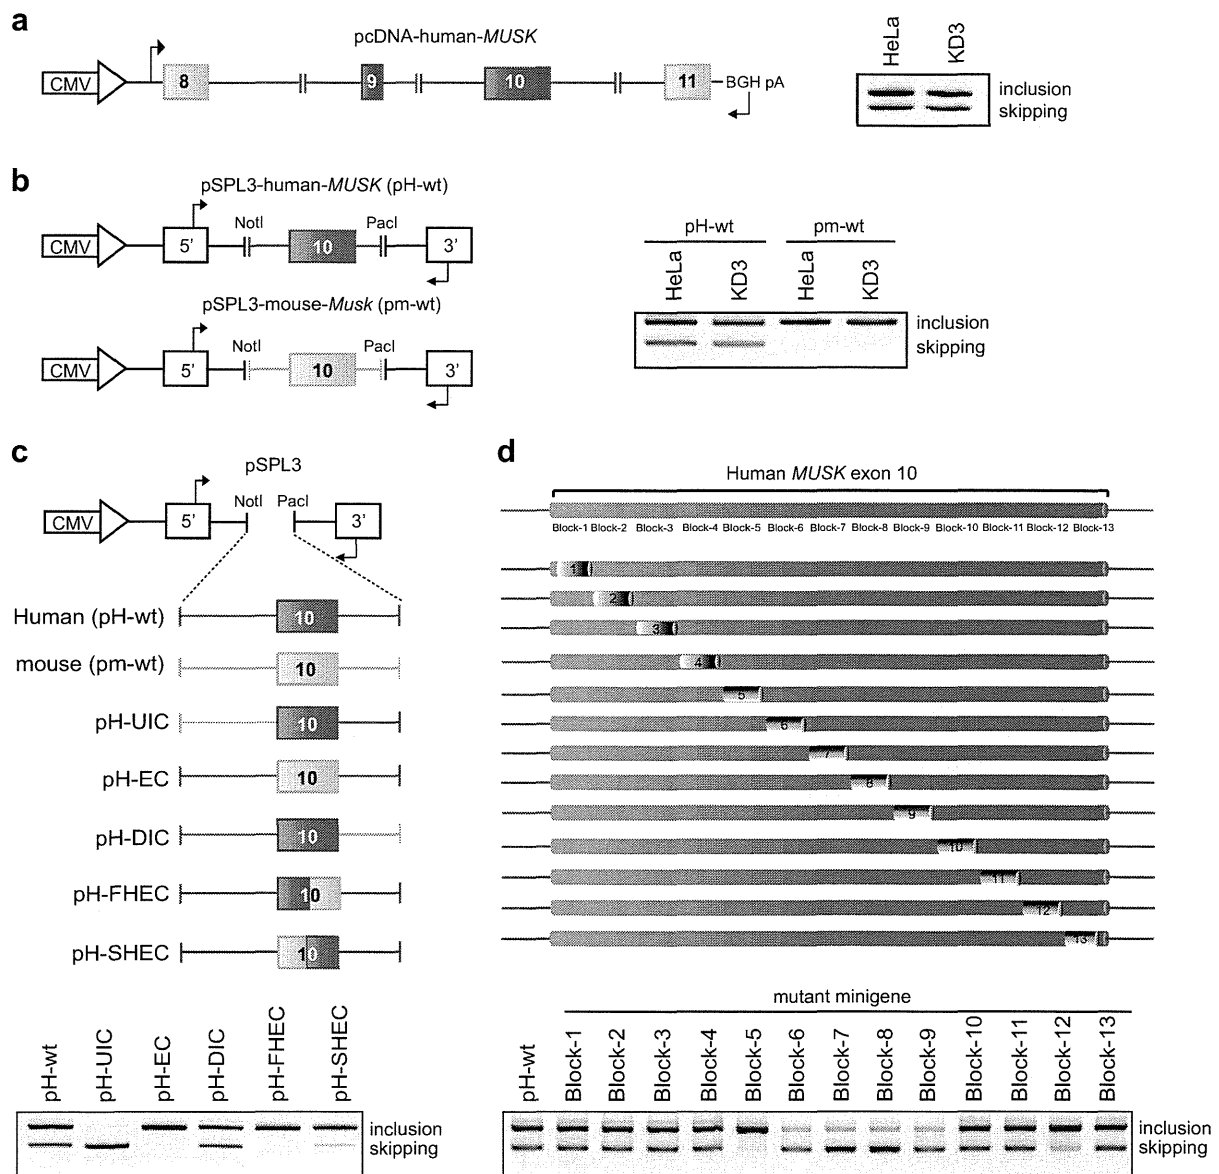 a
pcDNA-human-MUSK
CMV
8
9
10
11
BGH pA
HeLa
KD3
inclusion
skipping
b
pSPL3-human-MUSK (pH-wt)
CMV
5'
NotI
10
PacI
3'
pSPL3-mouse-Musk (pm-wt)
CMV
5'
NotI
10
PacI
3'
pH-wt
pm-wt
HeLa
KD3
HeLa
KD3
inclusion
skipping
c
pSPL3
CMV
5'
NotI
PacI
3'
Human (pH-wt)
10
mouse (pm-wt)
10
pH-UIC
10
pH-EC
10
pH-DIC
10
pH-FHEC
10
pH-SHEC
10
pH-wt
pH-UIC
pH-EC
pH-DIC
pH-FHEC
pH-SHEC
inclusion
skipping
d
Human MUSK exon 10
Block-1 Block-2 Block-3 Block-4 Block-5 Block-6 Block-7 Block-8 Block-9 Block-10 Block-11 Block-12 Block-13
1
2
3
4
5
6
7
8
9
10
11
12
13
mutant minigene
pH-wt
Block-1
Block-2
Block-3
Block-4
Block-5
Block-6
Block-7
Block-8
Block-9
Block-10
Block-11
Block-12
Block-13
inclusion
skipping